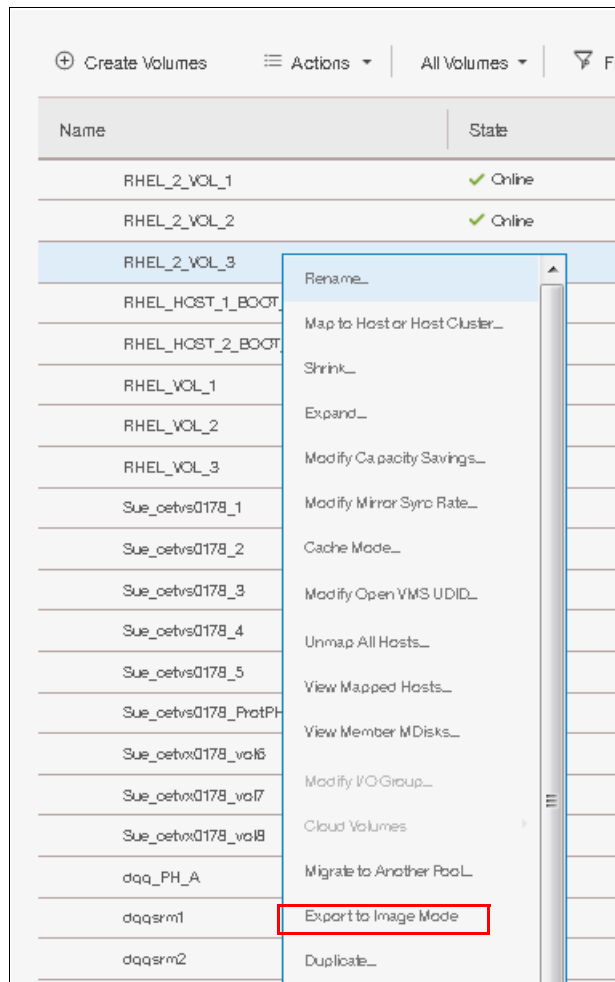 Create Volumes Actions All Volumes F
Name State
RHEL_2_VOL_1 Online
RHEL_2_VOL_2 Online
RHEL_2_VOL_3
RHEL_HOST_1_BOOT_
RHEL_HOST_2_BOOT_
RHEL_VOL_1
RHEL_VOL_2
RHEL_VOL_3
Sue_cetvs0178_1
Sue_cetvs0178_2
Sue_cetvs0178_3
Sue_cetvs0178_4
Sue_cetvs0178_5
Sue_cetvs0178_ProtPH
Sue_cetvx0178_vol6
Sue_cetvx0178_vol7
Sue_cetvx0178_vol8
dqq_PH_A
dqqsrm1
dqqsrm2
Rename...
Map to Host or Host Cluster...
Shrink...
Expand...
Modify Capacity Savings...
Modify Mirror Sync Rate...
Cache Mode...
Modify Open VMS UDID...
Unmap All Hosts...
View Mapped Hosts...
View Member MDisks...
Modify I/O Group...
Cloud Volumes
Migrate to Another Pool...
Export to Image Mode
Duplicate...